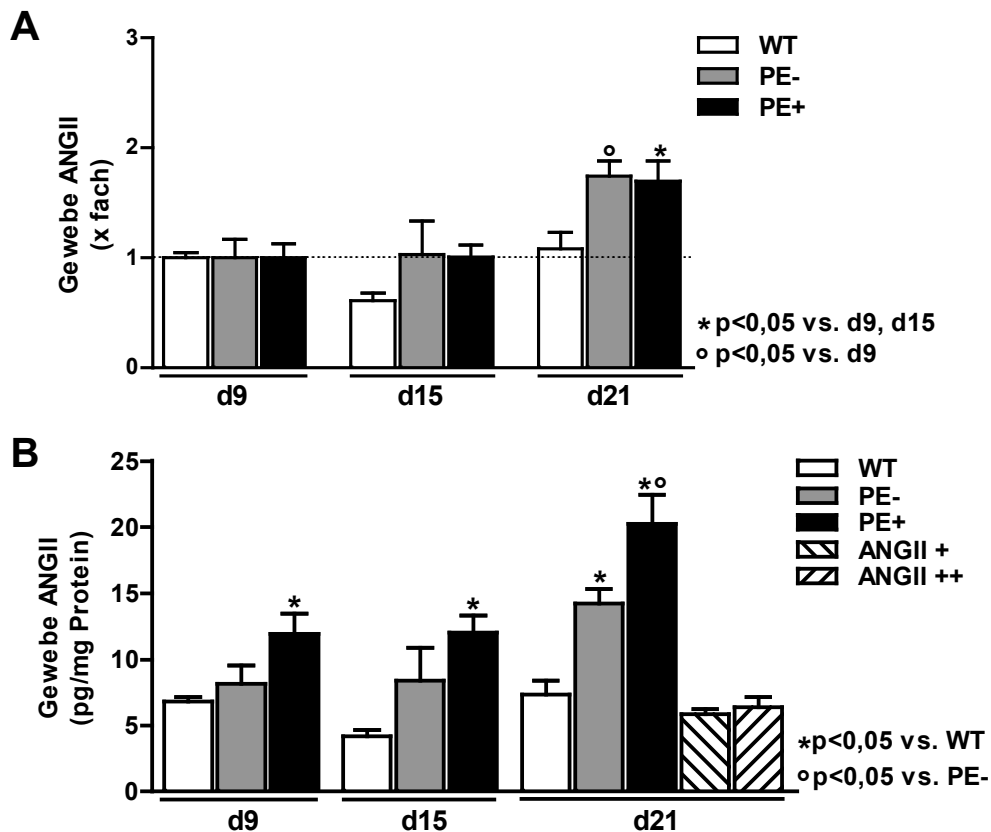 A
Gewebe ANGII
(x fach)
3
2
1
0
WT
PE-
PE+
° *
* p<0,05 vs. d9, d15
° p<0,05 vs. d9
d9 d15 d21
B
Gewebe ANGII
(pg/mg Protein)
25
20
15
10
5
0
WT
PE-
PE+
ANGII +
ANGII ++
* * * *°
*p<0,05 vs. WT
° p<0,05 vs. PE-
d9 d15 d21